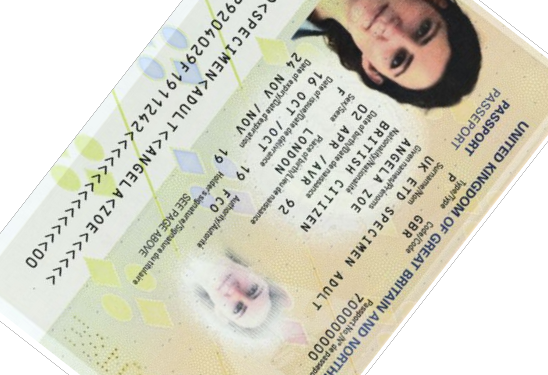 UNITED KINGDOM OF GREAT BRITAIN AND NORTH
PASSPORT
PASSEPORT
Type/Type Code/Code Passport No./Nº de passeport
P GBR 700000000
Surname/Nom
UK ETD SPECIMEN ADULT
Given names/Prénoms
ANGELA ZOE
Nationality/Nationalité
BRITISH CITIZEN
Date of birth/Date de naissance
02 APR /AVR 92
Sex/Sexe Place of birth/Lieu de naissance
F LONDON
Date of issue/Date de délivrance Authority/Autorité
16 OCT /OCT 19 FCO
Date of expiry/Date d'expiration Holder's signature/Signature du titulaire
24 NOV /NOV 19
SEE PAGE ABOVE
<SPECIMEN<ADULT<<ANGELA<ZOE<<<<<<
9204029F1911242<<<<<<<<<<<<<<00